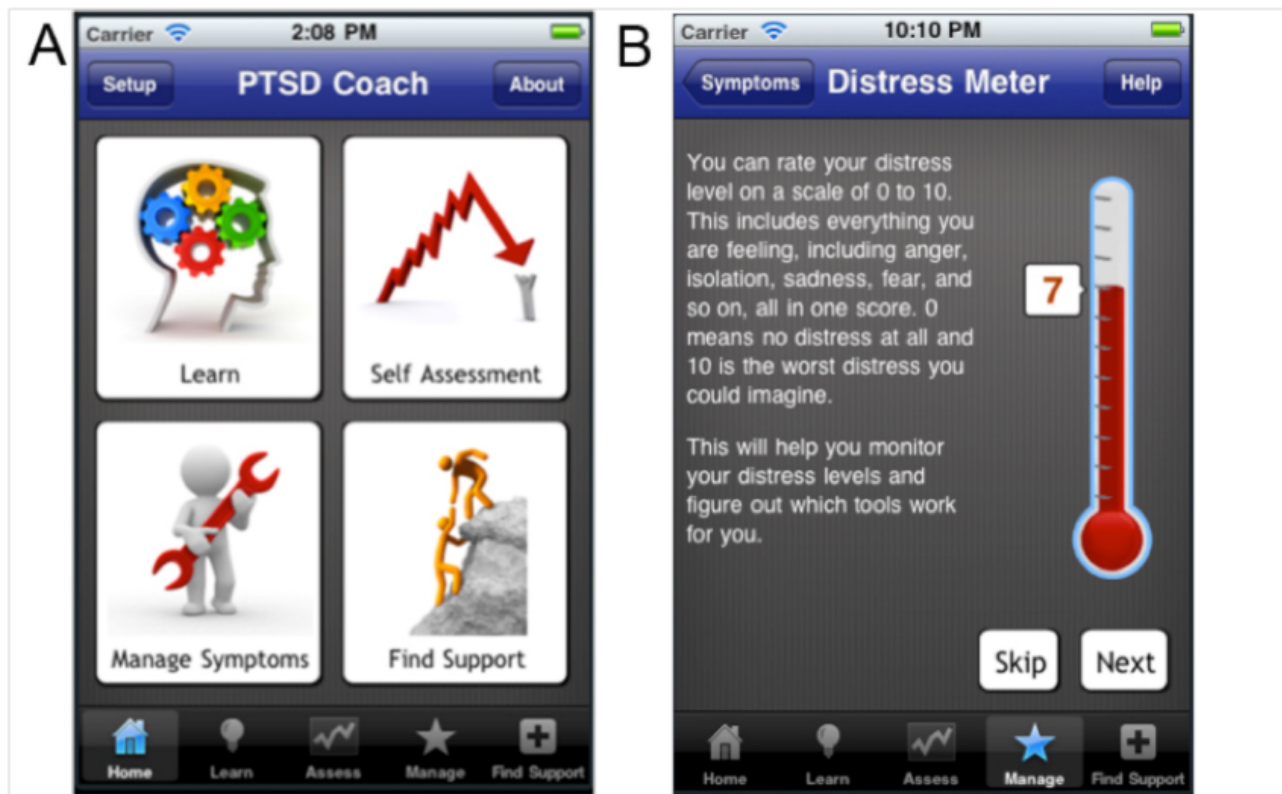 A
Carrier 2:08 PM
Setup PTSD Coach About
Learn
Self Assessment
Manage Symptoms
Find Support
Home Learn Assess Manage Find Support
B
Carrier 10:10 PM
Symptoms Distress Meter Help
You can rate your distress
level on a scale of 0 to 10.
This includes everything you
are feeling, including anger,
isolation, sadness, fear, and
so on, all in one score. 0
means no distress at all and
10 is the worst distress you
could imagine.
This will help you monitor
your distress levels and
figure out which tools work
for you.
7
Skip Next
Home Learn Assess Manage Find Support